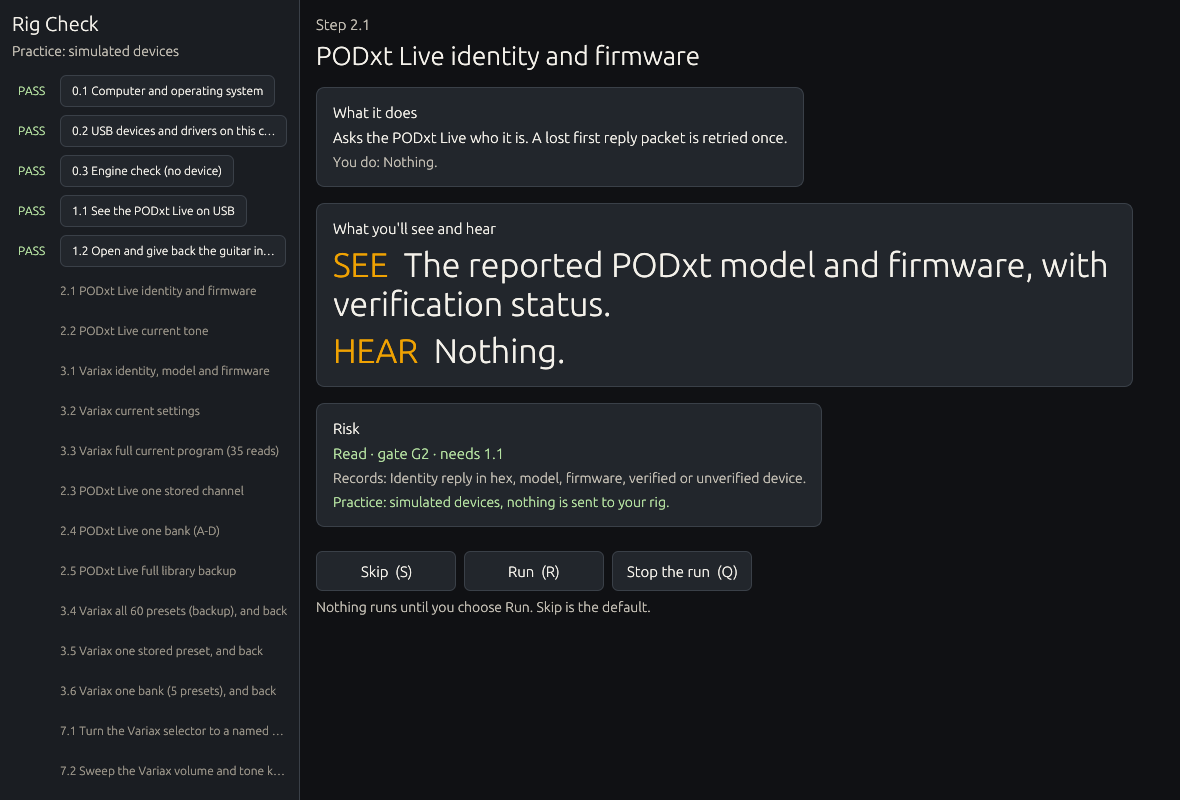 Rig Check
Practice: simulated devices
PASS 0.1 Computer and operating system
PASS 0.2 USB devices and drivers on this c...
PASS 0.3 Engine check (no device)
PASS 1.1 See the PODxt Live on USB
PASS 1.2 Open and give back the guitar in...
2.1 PODxt Live identity and firmware
2.2 PODxt Live current tone
3.1 Variax identity, model and firmware
3.2 Variax current settings
3.3 Variax full current program (35 reads)
2.3 PODxt Live one stored channel
2.4 PODxt Live one bank (A-D)
2.5 PODxt Live full library backup
3.4 Variax all 60 presets (backup), and back
3.5 Variax one stored preset, and back
3.6 Variax one bank (5 presets), and back
7.1 Turn the Variax selector to a named ...
7.2 Sweep the Variax volume and tone k...
Step 2.1
PODxt Live identity and firmware
What it does
Asks the PODxt Live who it is. A lost first reply packet is retried once.
You do: Nothing.
What you'll see and hear
SEE The reported PODxt model and firmware, with
verification status.
HEAR Nothing.
Risk
Read · gate G2 · needs 1.1
Records: Identity reply in hex, model, firmware, verified or unverified device.
Practice: simulated devices, nothing is sent to your rig.
Skip (S)
Run (R)
Stop the run (Q)
Nothing runs until you choose Run. Skip is the default.